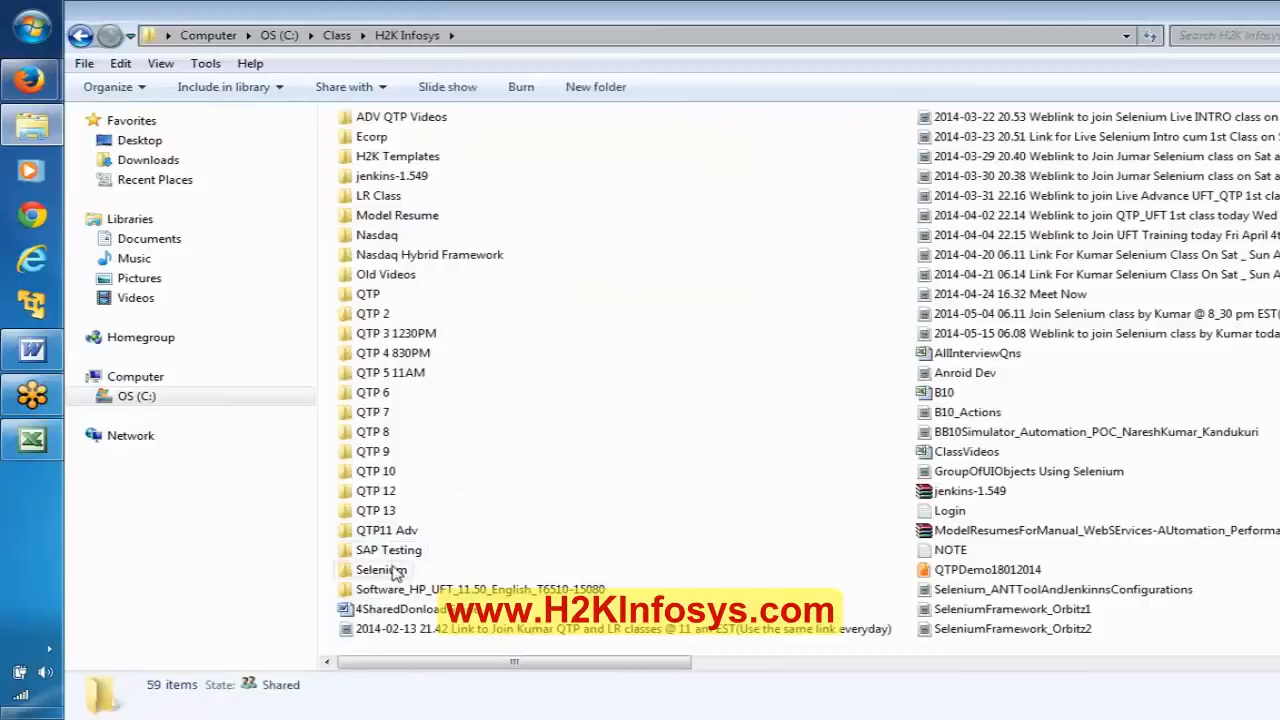 Computer OS (C:) Class H2K Infosys Search H2K Infosys
File Edit View Tools Help
Organize Include in library Share with Slide show Burn New folder
Favorites
Desktop
Downloads
Recent Places
Libraries
Documents
Music
Pictures
Videos
Homegroup
Computer
OS (C:)
Network
ADV QTP Videos
Ecorp
H2K Templates
jenkins-1.549
LR Class
Model Resume
Nasdaq
Nasdaq Hybrid Framework
Old Videos
QTP
QTP 2
QTP 3 1230PM
QTP 4 830PM
QTP 5 11AM
QTP 6
QTP 7
QTP 8
QTP 9
QTP 10
QTP 12
QTP 13
QTP11 Adv
SAP Testing
Selenium
Software_HP_UFT_11.50_English_T6510-15080
4SharedDonload
2014-02-13 21.42 Link to Join Kumar QTP and LR classes @ 11 am EST(Use the same link everyday)
2014-03-22 20.53 Weblink to join Selenium Live INTRO class on
2014-03-23 20.51 Link for Live Selenium Intro cum 1st Class on S
2014-03-29 20.40 Weblink to Join Jumar Selenium class on Sat a
2014-03-30 20.38 Weblink to Join Jumar Selenium class on Sat a
2014-03-31 22.16 Weblink to join Live Advance UFT_QTP 1st cl
2014-04-02 22.14 Weblink to join QTP_UFT 1st class today Wed
2014-04-04 22.15 Weblink to Join UFT Training today Fri April 4t
2014-04-20 06.11 Link For Kumar Selenium Class On Sat _ Sun A
2014-04-21 06.14 Link For Kumar Selenium Class On Sat _ Sun A
2014-04-24 16.32 Meet Now
2014-05-04 06.11 Join Selenium class by Kumar @ 8_30 pm EST(
2014-05-15 06.08 Weblink to join Selenium class by Kumar toda
AllInterviewQns
Anroid Dev
B10
B10_Actions
BB10Simulator_Automation_POC_NareshKumar_Kandukuri
ClassVideos
GroupOfUIObjects Using Selenium
jenkins-1.549
Login
ModelResumesForManual_WebSErvices-AUtomation_Performa
NOTE
QTPDemo18012014
Selenium_ANTToolAndJenkinnsConfigurations
SeleniumFramework_Orbitz1
SeleniumFramework_Orbitz2
www.H2KInfosys.com
59 items State: Shared